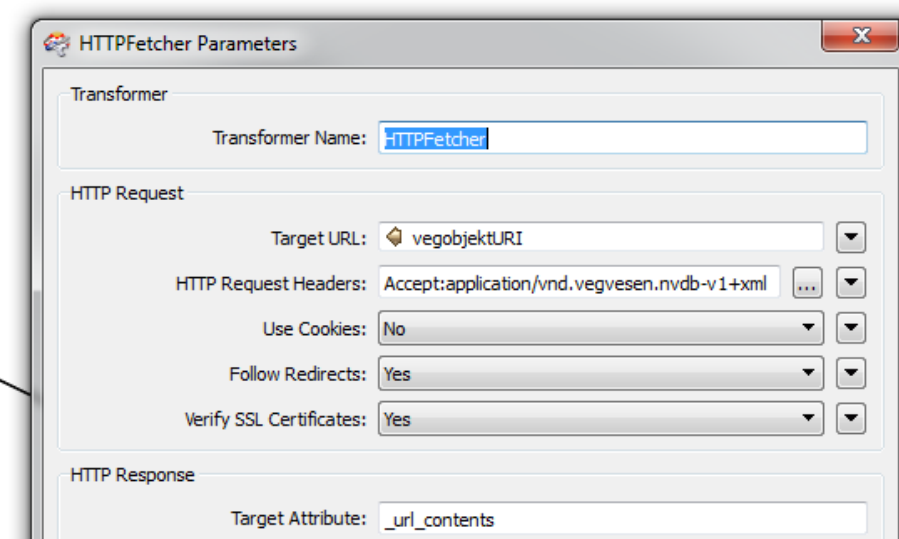 HTTPFetcher Parameters
Transformer
Transformer Name: HTTPFetcher
HTTP Request
Target URL: vegobjektURI
HTTP Request Headers: Accept:application/vnd.vegvesen.nvdb-v1+xml ...
Use Cookies: No
Follow Redirects: Yes
Verify SSL Certificates: Yes
HTTP Response
Target Attribute: _url_contents